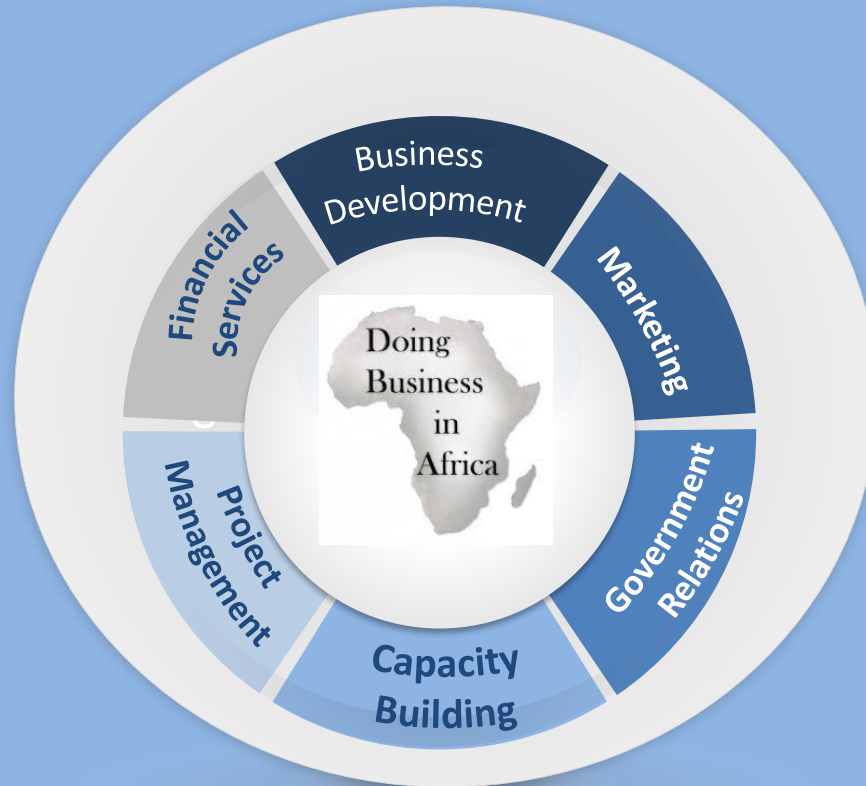 Business
Development
Marketing
Government
Relations
Capacity
Building
Project
Management
Financial
Services
Doing
Business
in
Africa